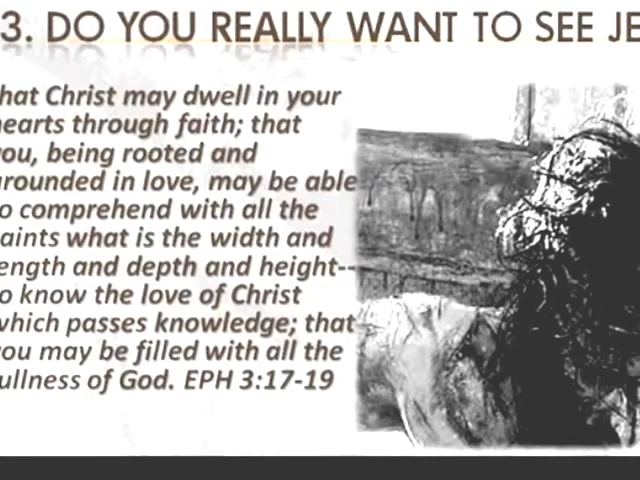 3. DO YOU REALLY WANT TO SEE JE
hat Christ may dwell in your
hearts through faith; that
you, being rooted and
grounded in love, may be able
o comprehend with all the
aints what is the width and
ength and depth and height--
o know the love of Christ
which passes knowledge; that
you may be filled with all the
ullness of God. EPH 3:17-19